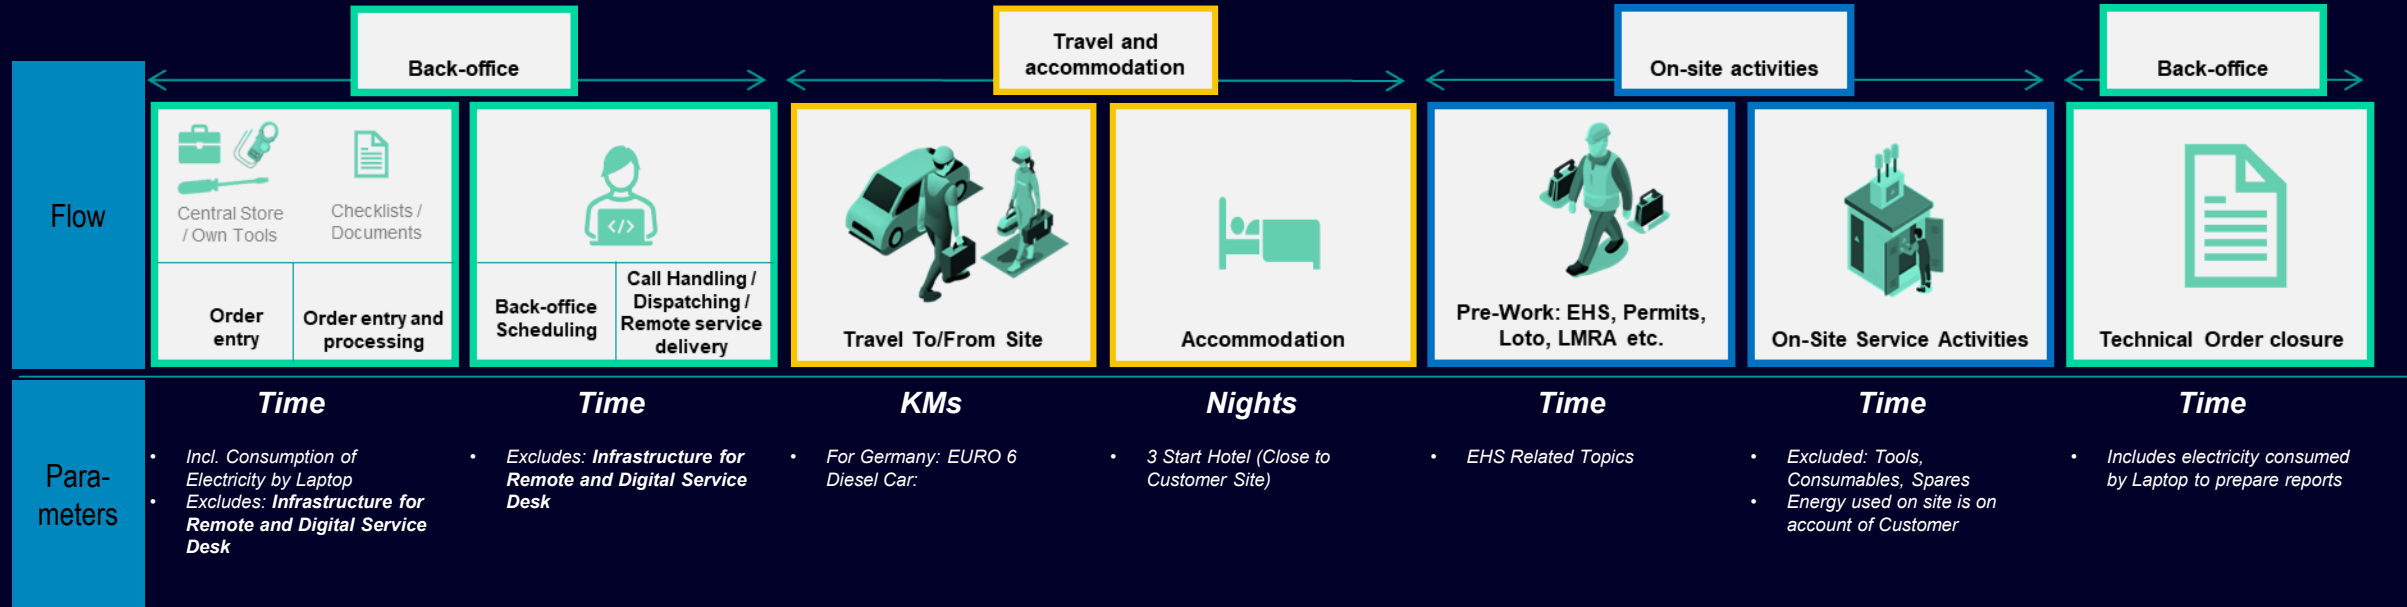 Back-office
Travel and
accommodation
On-site activities
Back-office
Flow
Central Store
/ Own Tools
Checklists /
Documents
Order
entry
Order entry and
processing
</>
Back-office
Scheduling
Call Handling /
Dispatching /
Remote service
delivery
Travel To/From Site
Accommodation
Pre-Work: EHS, Permits,
Loto, LMRA etc.
On-Site Service Activities
Technical Order closure
Para-
meters
Time
• Incl. Consumption of
Electricity by Laptop
• Excludes: Infrastructure for
Remote and Digital Service
Desk
Time
• Excludes: Infrastructure for
Remote and Digital Service
Desk
KMs
• For Germany: EURO 6
Diesel Car:
Nights
• 3 Start Hotel (Close to
Customer Site)
Time
• EHS Related Topics
Time
• Excluded: Tools,
Consumables, Spares
• Energy used on site is on
account of Customer
Time
• Includes electricity consumed
by Laptop to prepare reports